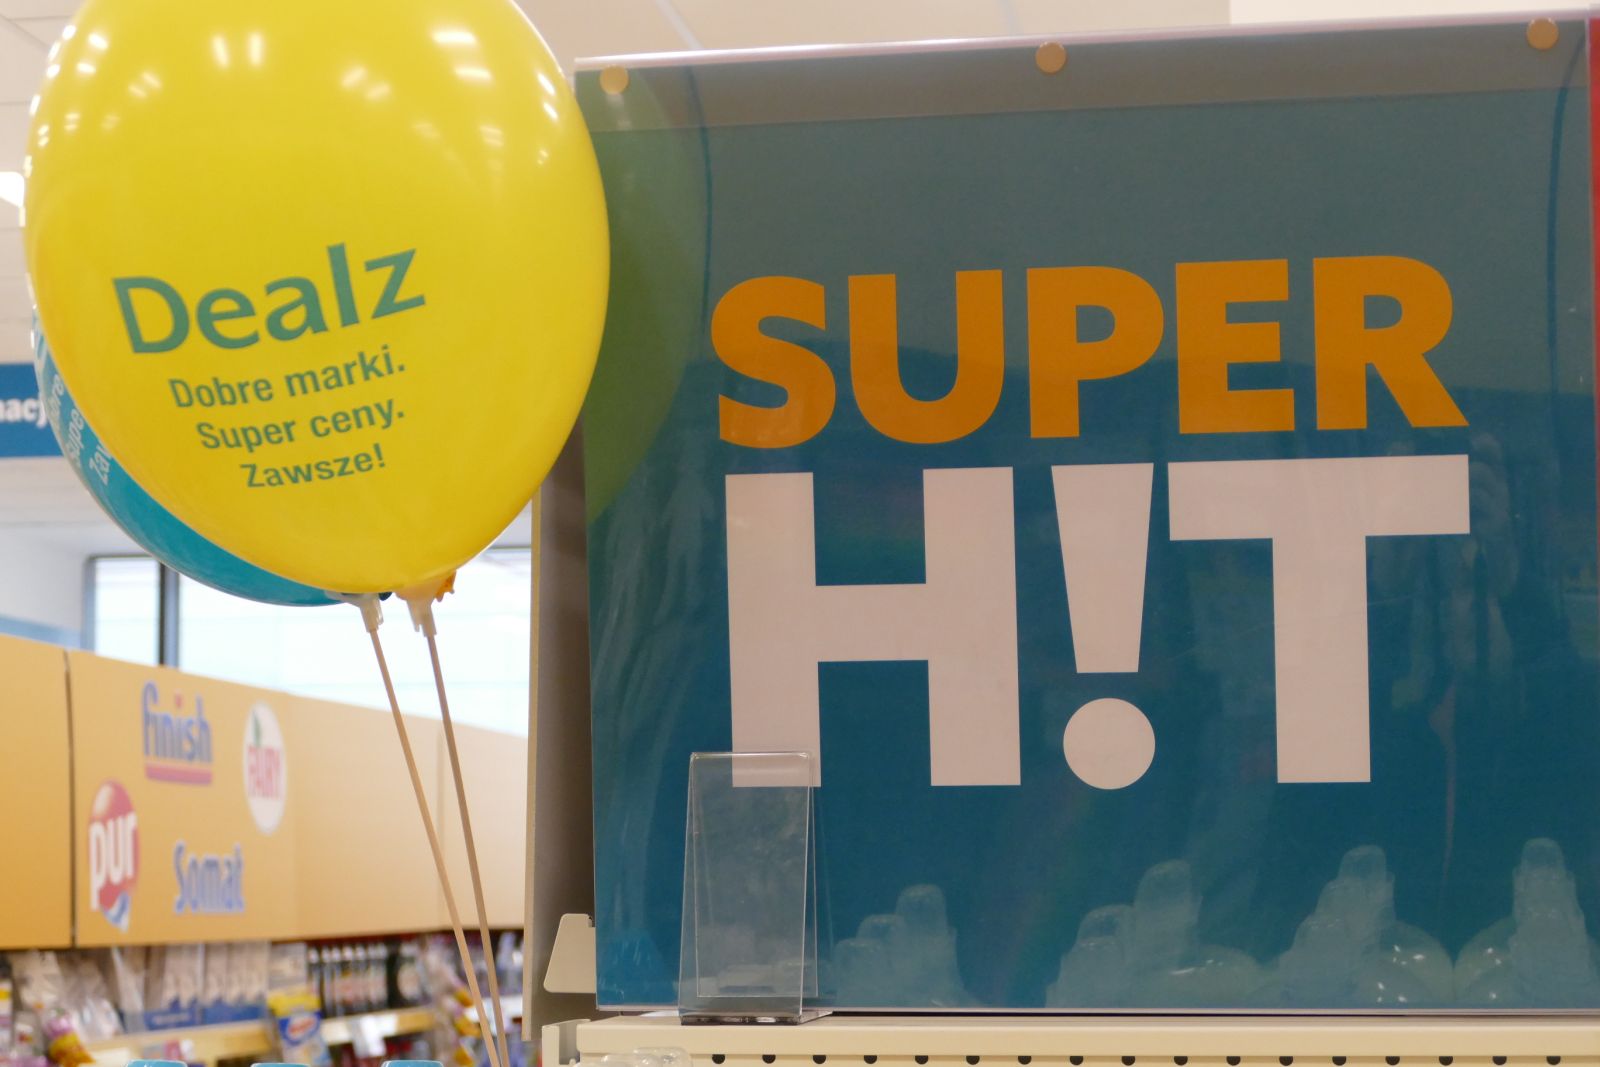 Dealz
Dobre marki.
Super ceny.
Zawsze!
SUPER
H!T
finish
FAIRY
pur
Somat